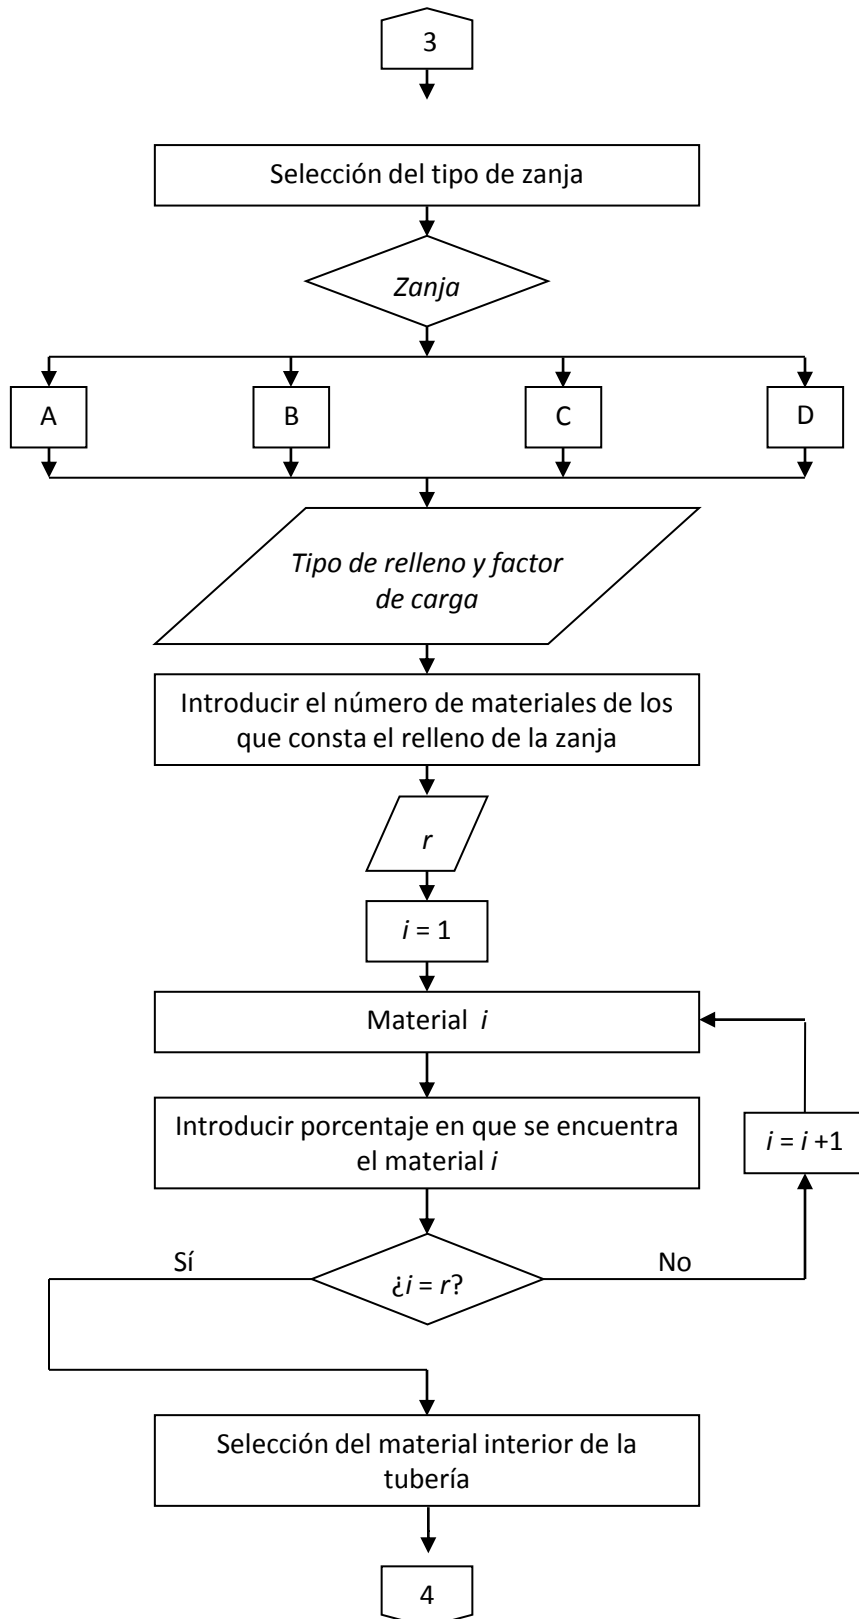 3
Selección del tipo de zanja
Zanja
A
B
C
D
Tipo de relleno y factor
de carga
Introducir el número de materiales de los
que consta el relleno de la zanja
r
i = 1
Material i
Introducir porcentaje en que se encuentra
el material i
i = i +1
Sí
¿i = r?
No
Selección del material interior de la
tubería
4